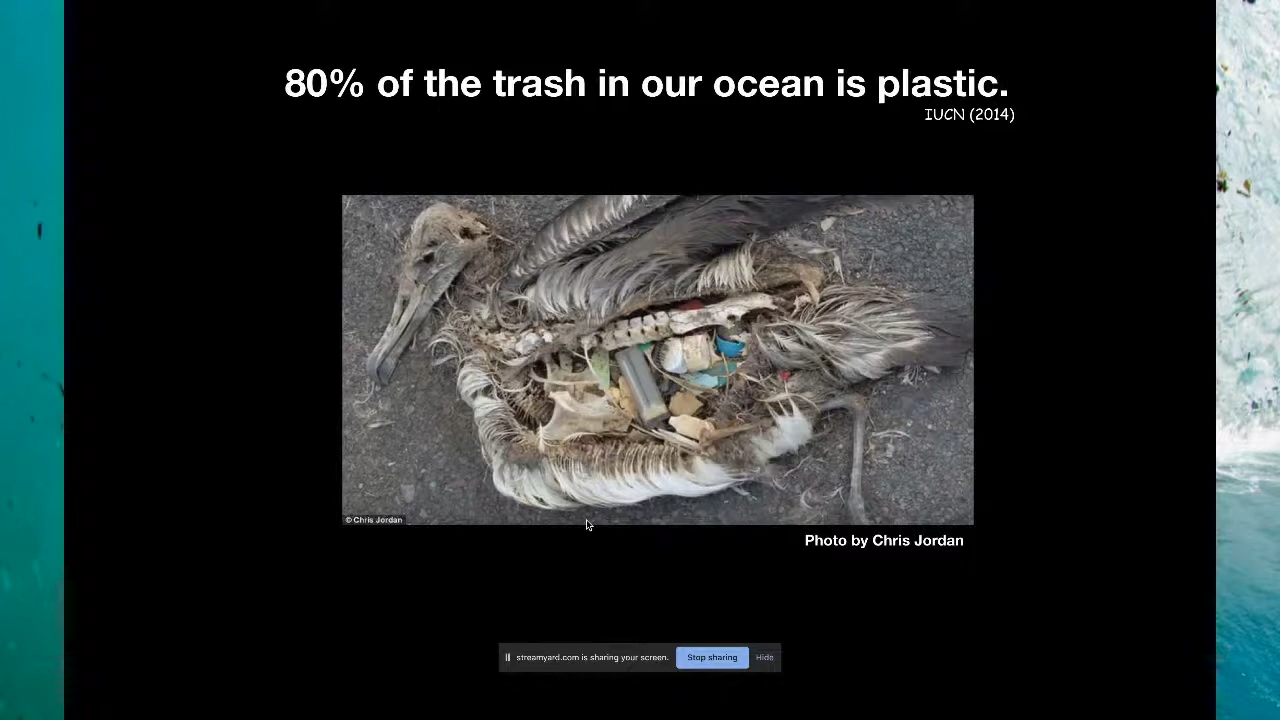 80% of the trash in our ocean is plastic.
IUCN (2014)
© Chris Jordan
Photo by Chris Jordan
streamyard.com is sharing your screen. Stop sharing Hide